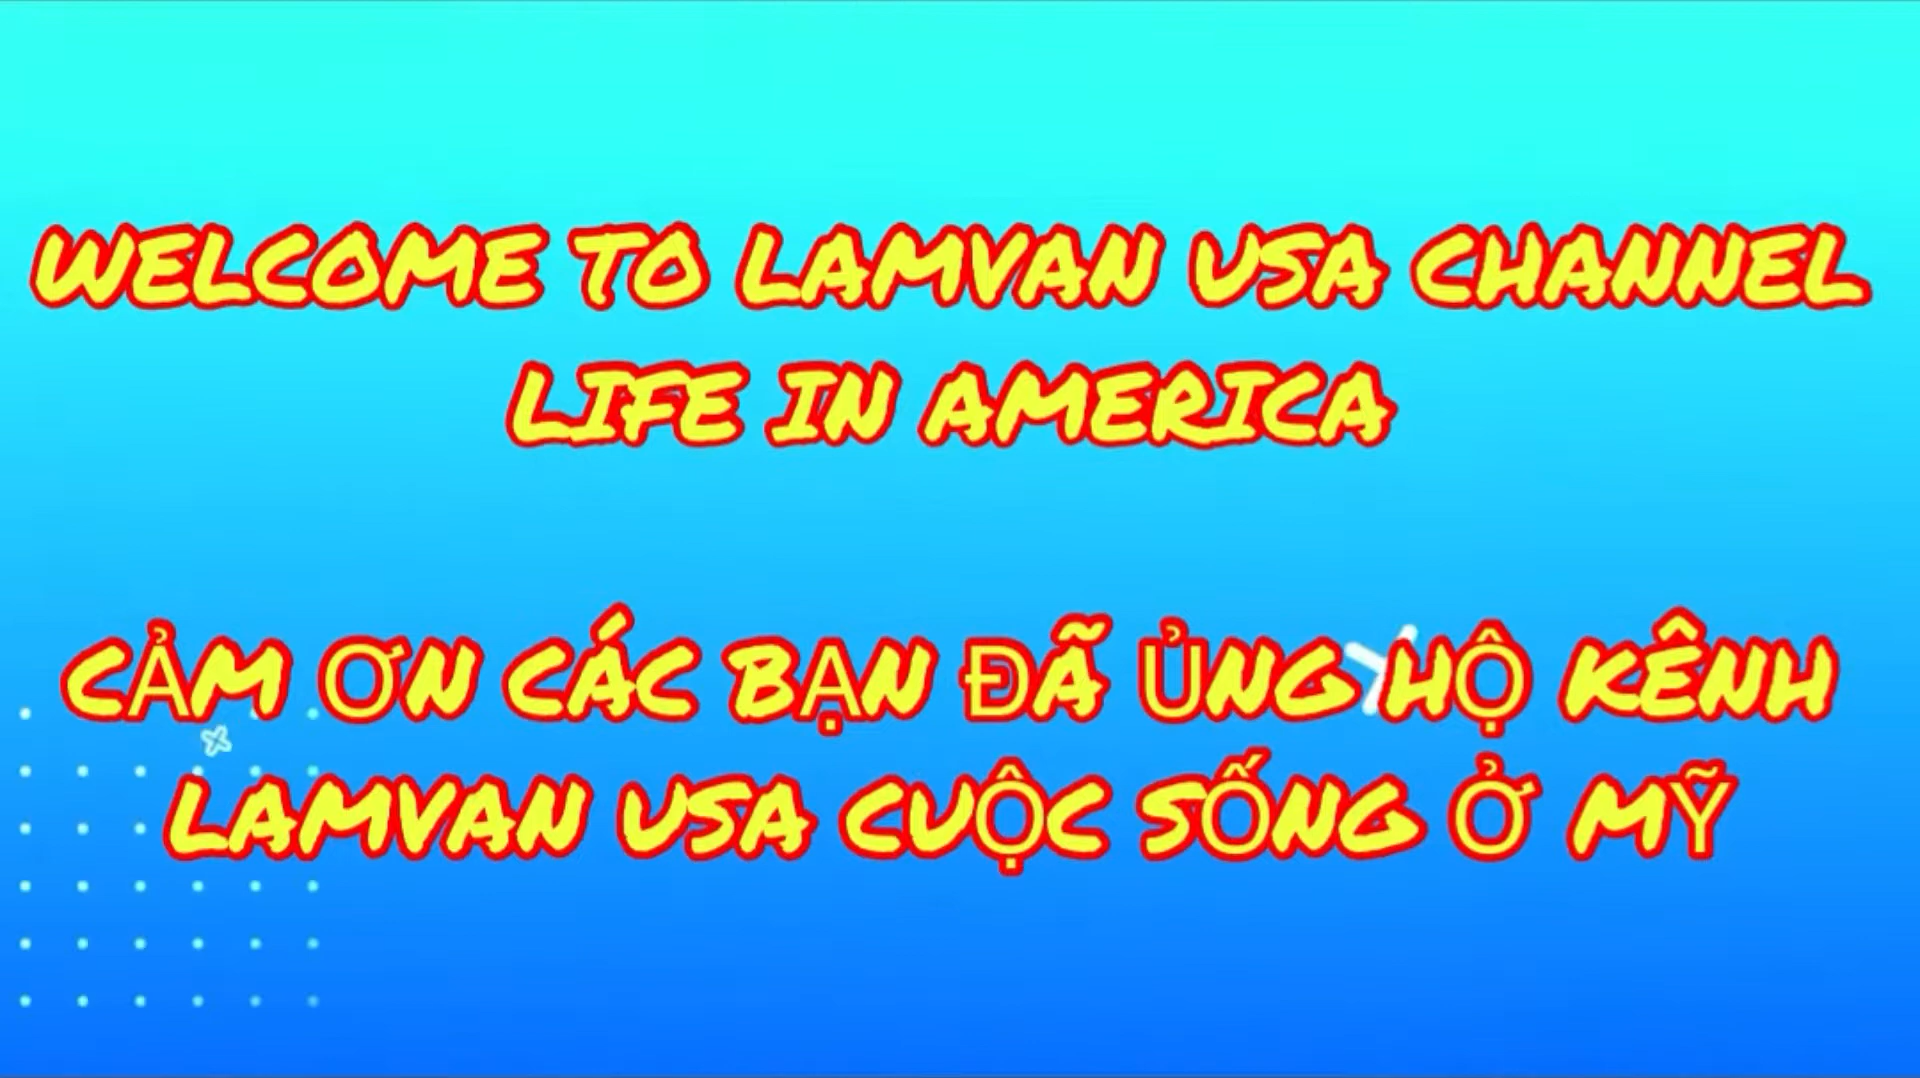 WELCOME TO LAMVAN USA CHANNEL
LIFE IN AMERICA
CẢM ƠN CÁC BẠN ĐÃ ỦNG HỘ KÊNH
LAMVAN USA CUỘC SỐNG Ở MỸ